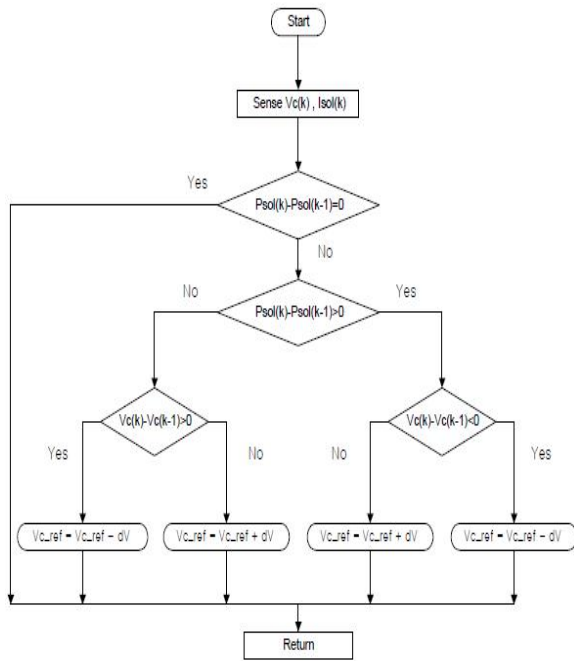 Start
Sense Vc(k) , Isol(k)
Yes
Psol(k)-Psol(k-1)=0
No
No
Psol(k)-Psol(k-1)>0
Yes
Vc(k)-Vc(k-1)>0
Vc(k)-Vc(k-1)<0
Yes
No
No
Yes
Vc_ref = Vc_ref – dV
Vc_ref = Vc_ref + dV
Vc_ref = Vc_ref + dV
Vc_ref = Vc_ref – dV
Return